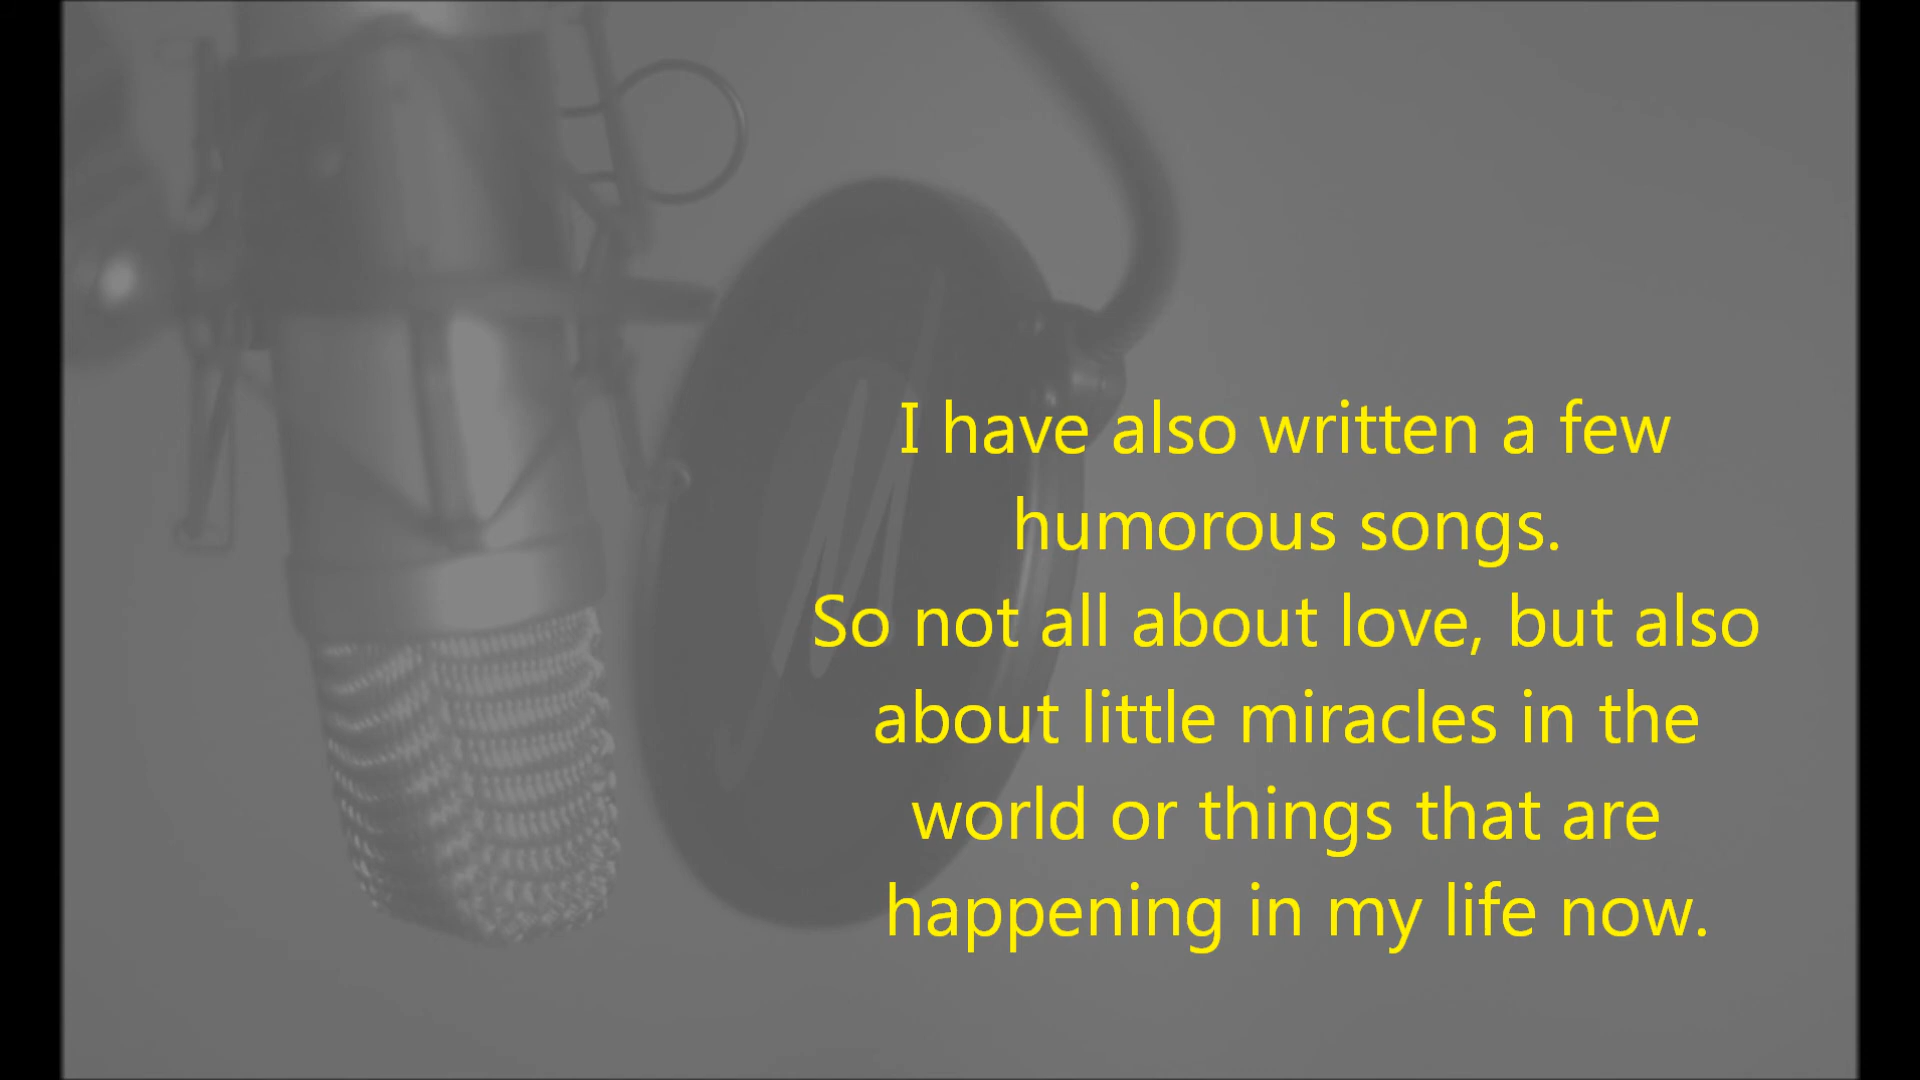 I have also written a few
humorous songs.
So not all about love, but also
about little miracles in the
world or things that are
happening in my life now.